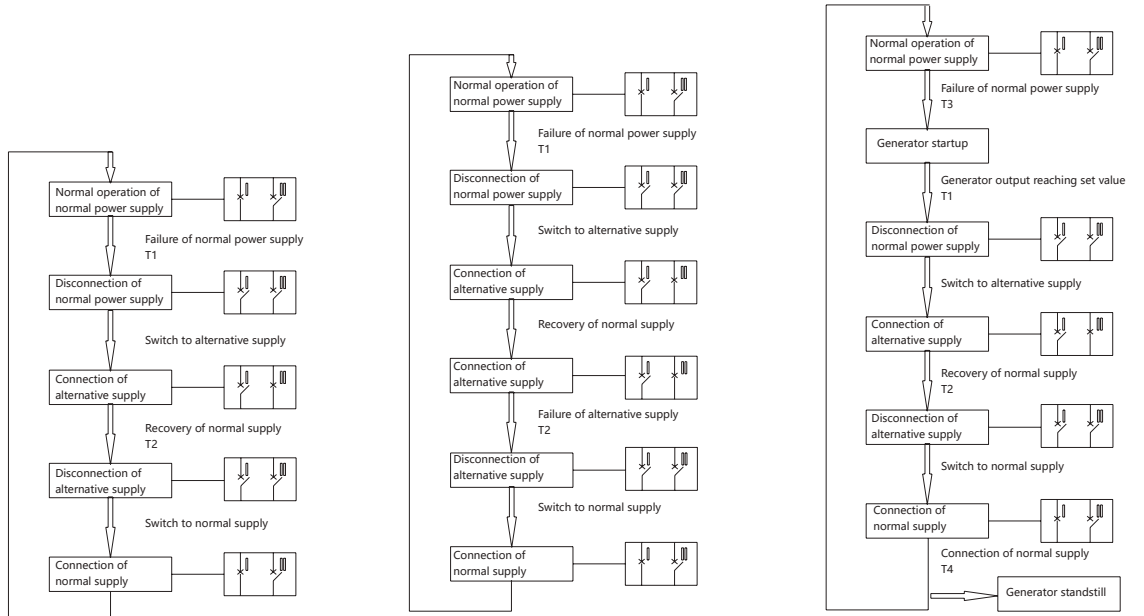 Normal operation of
normal power supply
Failure of normal power supply
T1
Disconnection of
normal power supply
Switch to alternative supply
Connection of
alternative supply
Recovery of normal supply
T2
Disconnection of
alternative supply
Switch to normal supply
Connection of
normal supply
Normal operation of
normal power supply
Failure of normal power supply
T1
Disconnection of
normal power supply
Switch to alternative supply
Connection of
alternative supply
Recovery of normal supply
Connection of
alternative supply
Failure of alternative supply
T2
Disconnection of
alternative supply
Switch to normal supply
Connection of
normal supply
Normal operation of
normal power supply
Failure of normal power supply
T3
Generator startup
Generator output reaching set value
T1
Disconnection of
normal power supply
Switch to alternative supply
Connection of
alternative supply
Recovery of normal supply
T2
Disconnection of
alternative supply
Switch to normal supply
Connection of
normal supply
Connection of normal supply
T4
Generator standstill